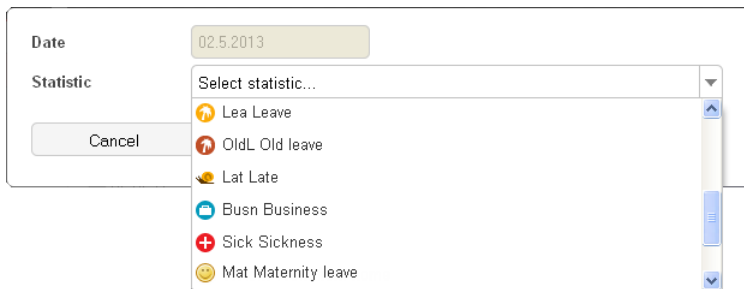 Date
02.5.2013
Statistic
Select statistic...
Lea Leave
Cancel
OldL Old leave
Lat Late
Busn Business
Sick Sickness
Mat Maternity leave